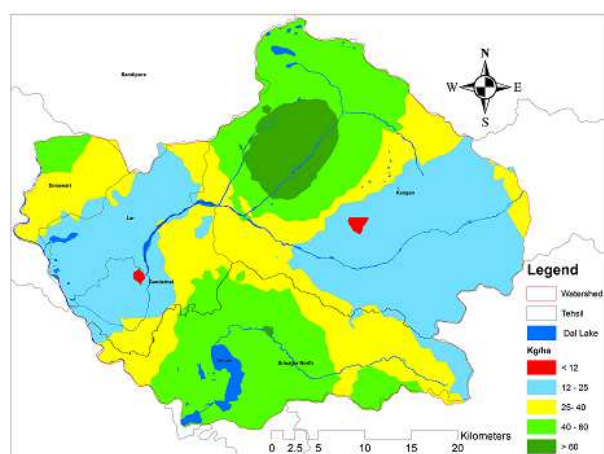 N
W E
S
Bandipora
Sonawari
Lar
Kangan
Ganderbal
Srinagar North
Legend
Watershed
Tehsil
Dal Lake
Kg/ha
< 12
12 - 25
25- 40
40 - 60
> 60
Kilometers
0 2.5 5 10 15 20